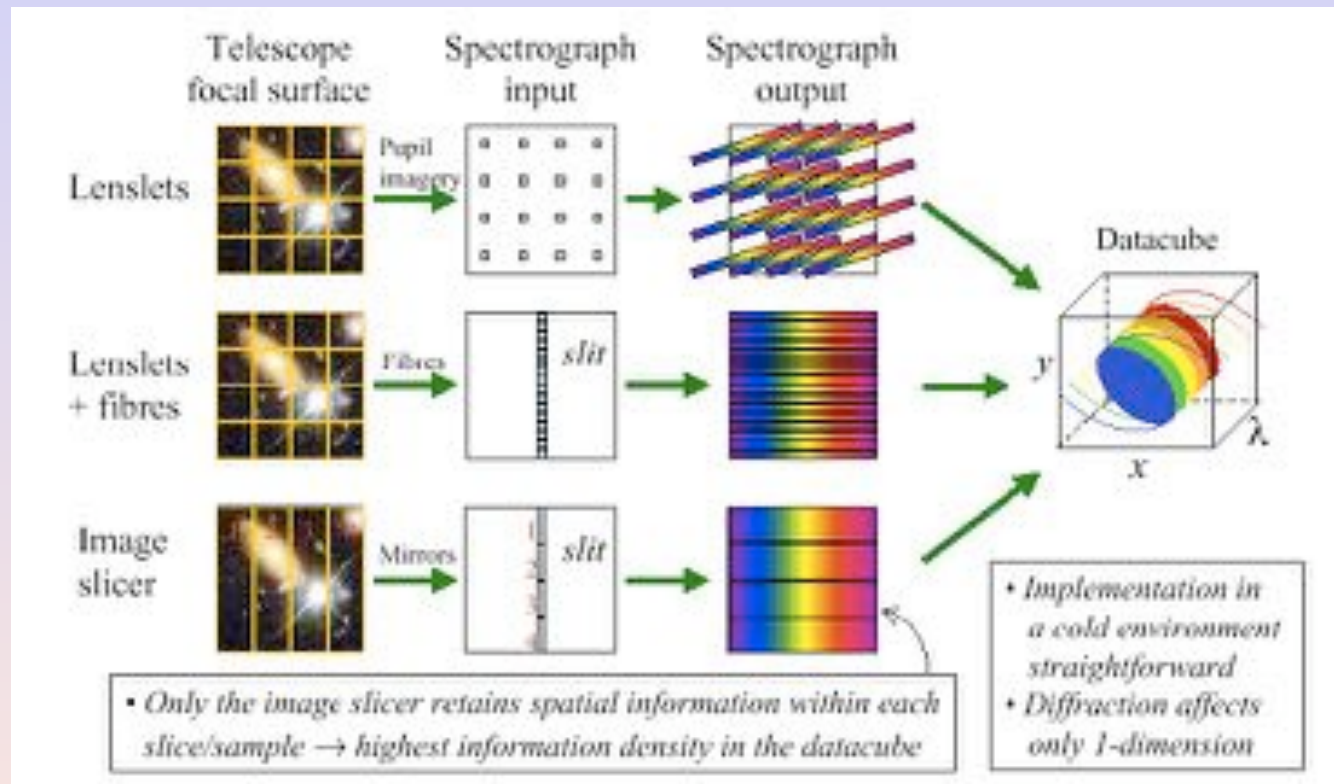 Telescope
focal surface
Spectrograph
input
Spectrograph
output
Lenslets
Pupil
imagery
Datacube
y
x
λ
Lenslets
+ fibres
Fibres
slit
Image
slicer
Mirrors
slit
• Only the image slicer retains spatial information within each
slice/sample → highest information density in the datacube
• Implementation in
a cold environment
straightforward
• Diffraction affects
only 1-dimension